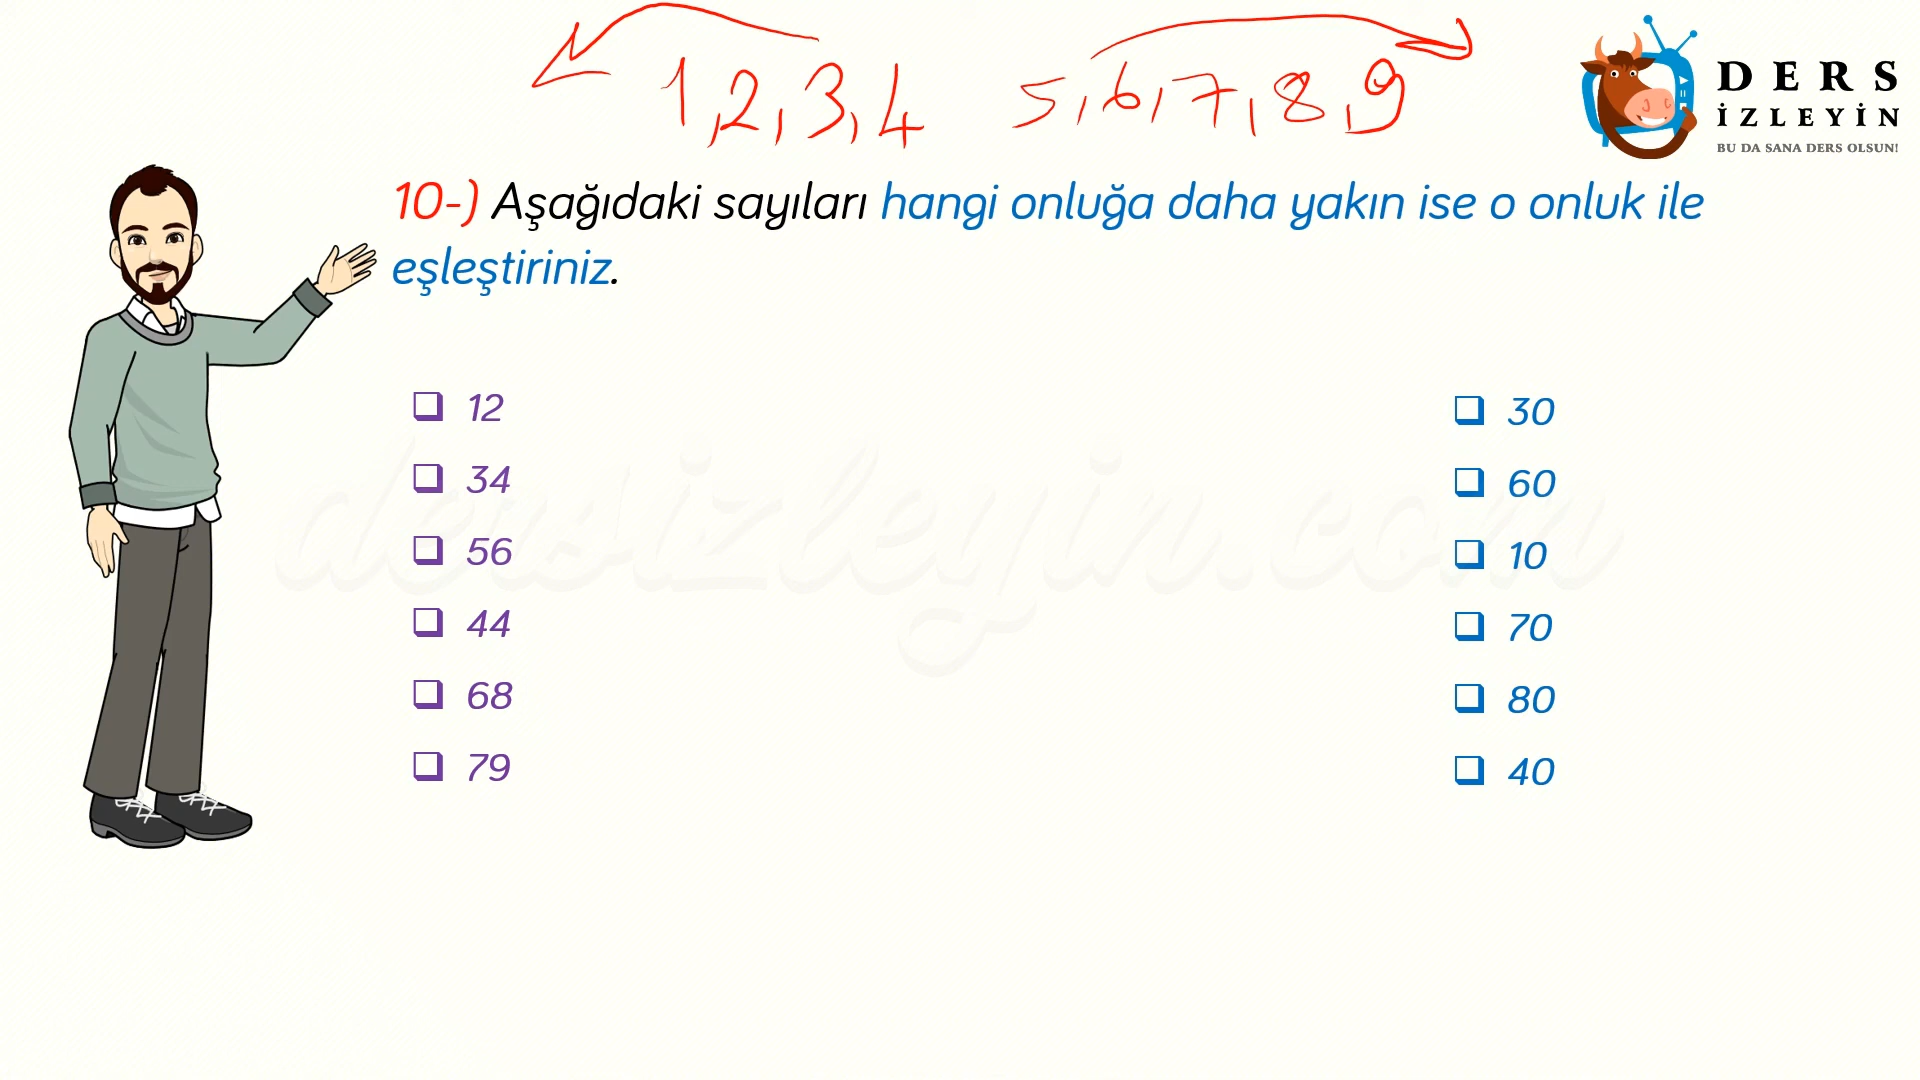 1,2,3,4 5,6,7,8,9
DERS
İZLEYİN
BU DA SANA DERS OLSUN!
10-) Aşağıdaki sayıları hangi onluğa daha yakın ise o onluk ile
eşleştiriniz.
12 30
34 60
56 10
44 70
68 80
79 40
dersizleyin.com